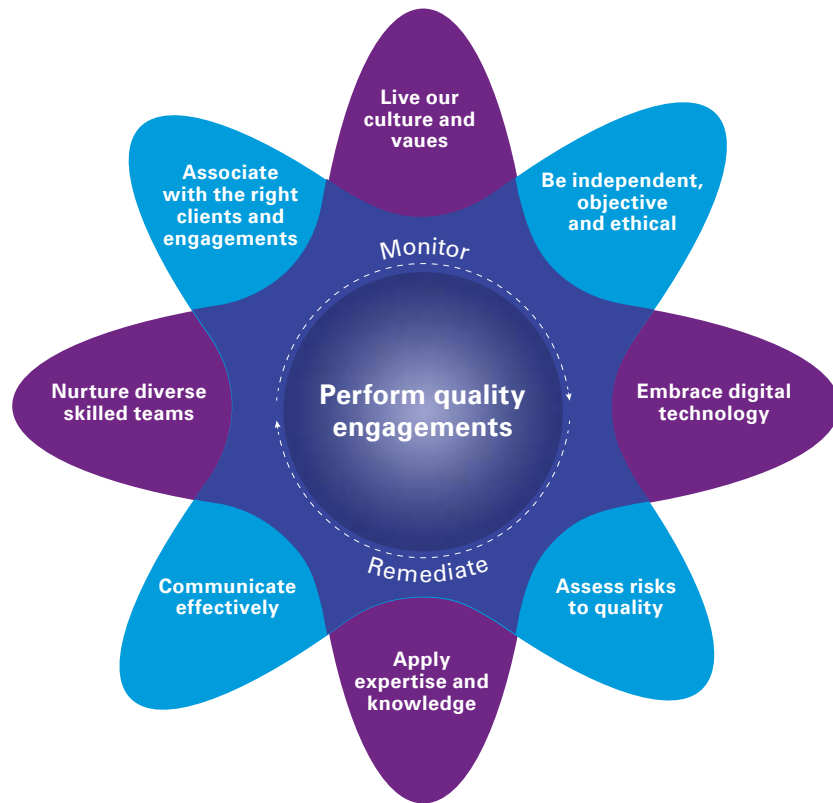 Live our
culture and
vaues
Be independent,
objective
and ethical
Embrace digital
technology
Assess risks
to quality
Apply
expertise and
knowledge
Communicate
effectively
Nurture diverse
skilled teams
Associate
with the right
clients and
engagements
Monitor
Perform quality
engagements
Remediate